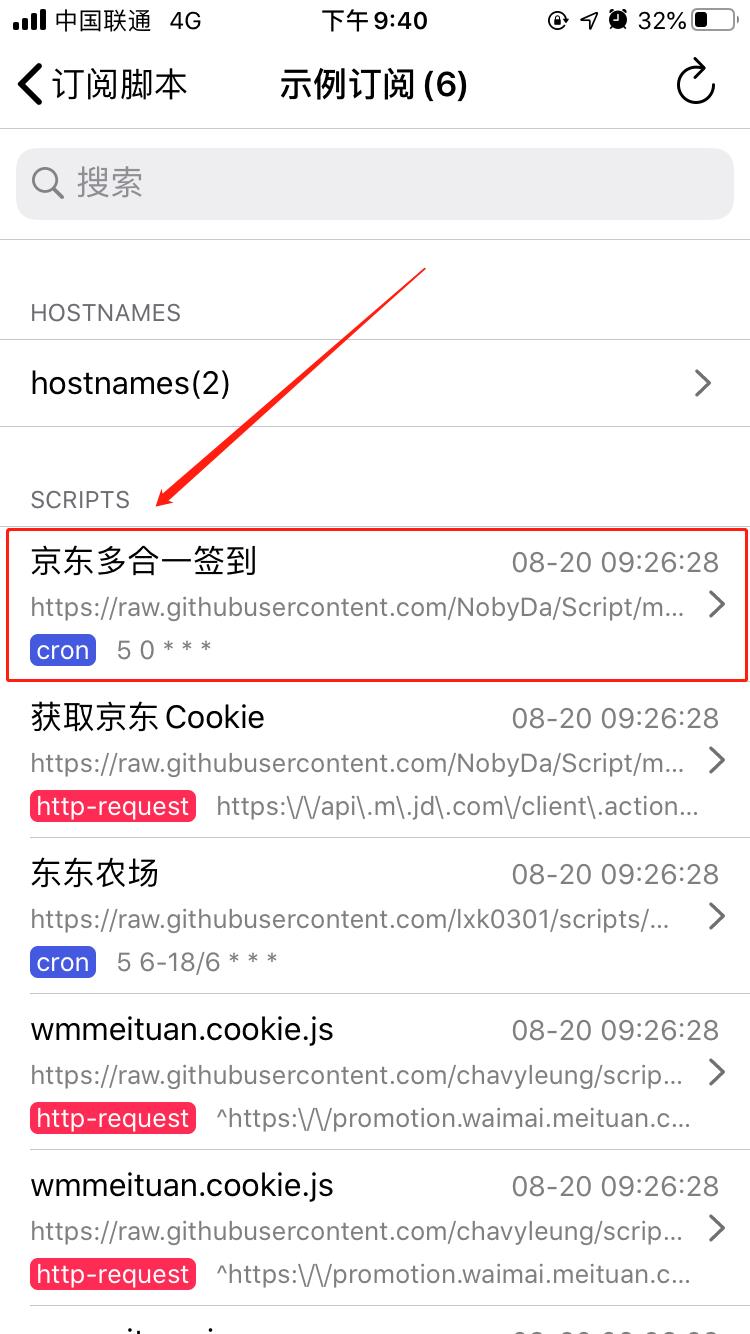 中国联通 4G 下午9:40 32%
订阅脚本 示例订阅(6)
搜索
HOSTNAMES
hostnames(2)
SCRIPTS
京东多合一签到 08-20 09:26:28
https://raw.githubusercontent.com/NobyDa/Script/m...
cron 5 0 * * *
获取京东Cookie 08-20 09:26:28
https://raw.githubusercontent.com/NobyDa/Script/m...
http-request https:\/\/api\.m\.jd\.com\/client\.action...
东东农场 08-20 09:26:28
https://raw.githubusercontent.com/lxk0301/scripts/...
cron 5 6-18/6 * * *
wmmeituan.cookie.js 08-20 09:26:28
https://raw.githubusercontent.com/chavyleung/scrip...
http-request ^https:\/\/promotion.waimai.meituan.c...
wmmeituan.cookie.js 08-20 09:26:28
https://raw.githubusercontent.com/chavyleung/scrip...
http-request ^https:\/\/promotion.waimai.meituan.c...